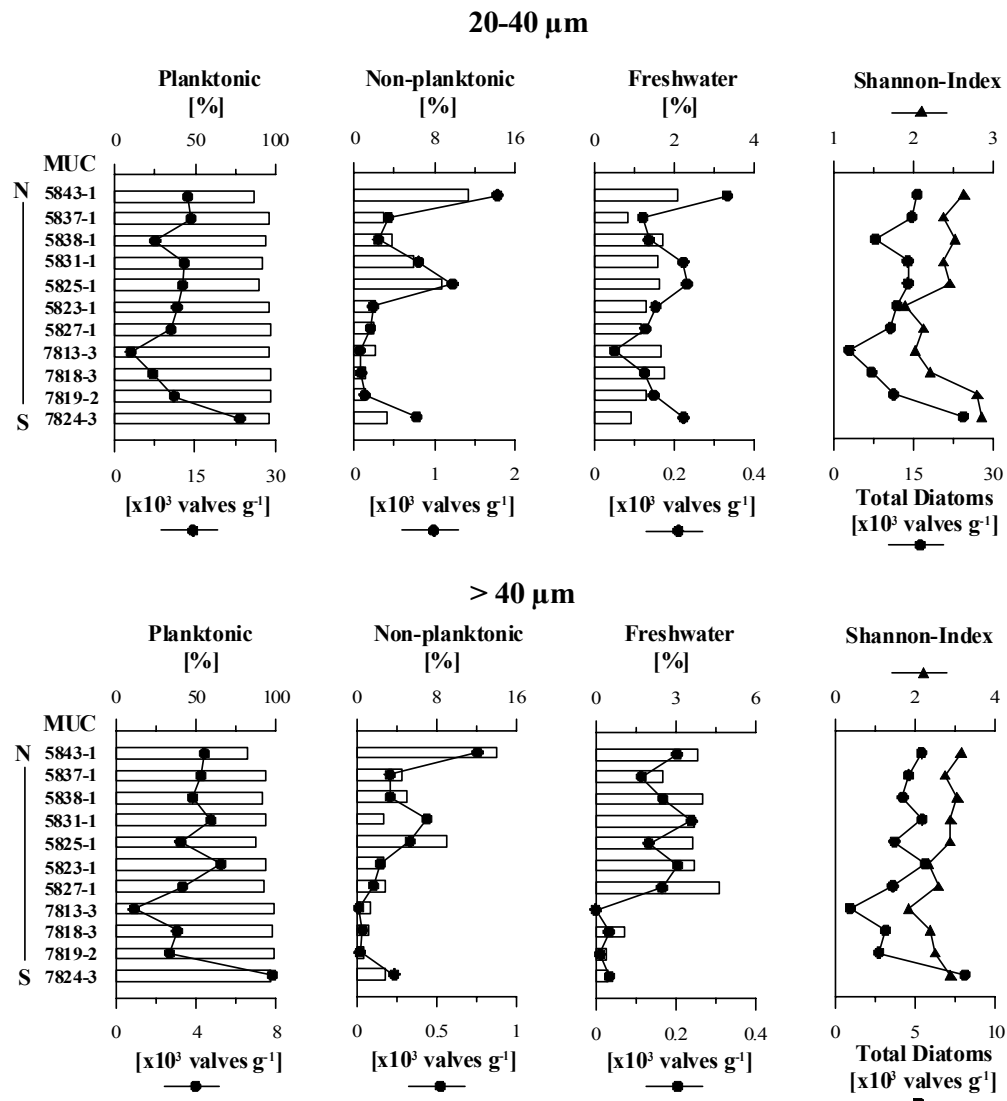 20-40 µm
Planktonic Non-planktonic Freshwater Shannon-Index
[%] [%] [%]
0 50 100 0 8 16 0 2 4 1 2 3
MUC
N 5843-1
5837-1
5838-1
5831-1
5825-1
5823-1
5827-1
7813-3
7818-3
7819-2
S 7824-3
0 15 30 0 1 2 0 0.2 0.4 0 15 30
[x10³ valves g⁻¹] [x10³ valves g⁻¹] [x10³ valves g⁻¹] Total Diatoms
[x10³ valves g⁻¹]
> 40 µm
Planktonic Non-planktonic Freshwater Shannon-Index
[%] [%] [%]
0 50 100 0 8 16 0 3 6 0 2 4
MUC
N 5843-1
5837-1
5838-1
5831-1
5825-1
5823-1
5827-1
7813-3
7818-3
7819-2
S 7824-3
0 4 8 0 0.5 1 0 0.2 0.4 0 5 10
[x10³ valves g⁻¹] [x10³ valves g⁻¹] [x10³ valves g⁻¹] Total Diatoms
[x10³ valves g⁻¹]